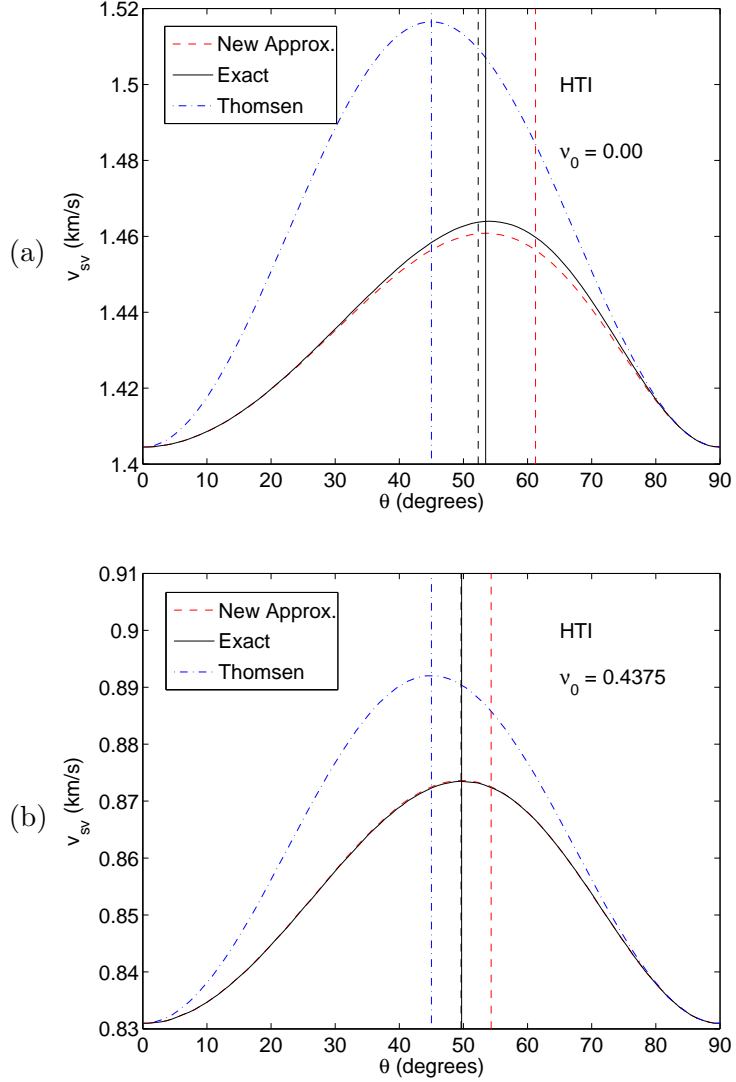 (a)
v_sv (km/s)
1.52
1.5
1.48
1.46
1.44
1.42
1.4
New Approx.
Exact
Thomsen
HTI
ν_0 = 0.00
0 10 20 30 40 50 60 70 80 90
θ (degrees)
(b)
v_sv (km/s)
0.91
0.9
0.89
0.88
0.87
0.86
0.85
0.84
0.83
New Approx.
Exact
Thomsen
HTI
ν_0 = 0.4375
0 10 20 30 40 50 60 70 80 90
θ (degrees)